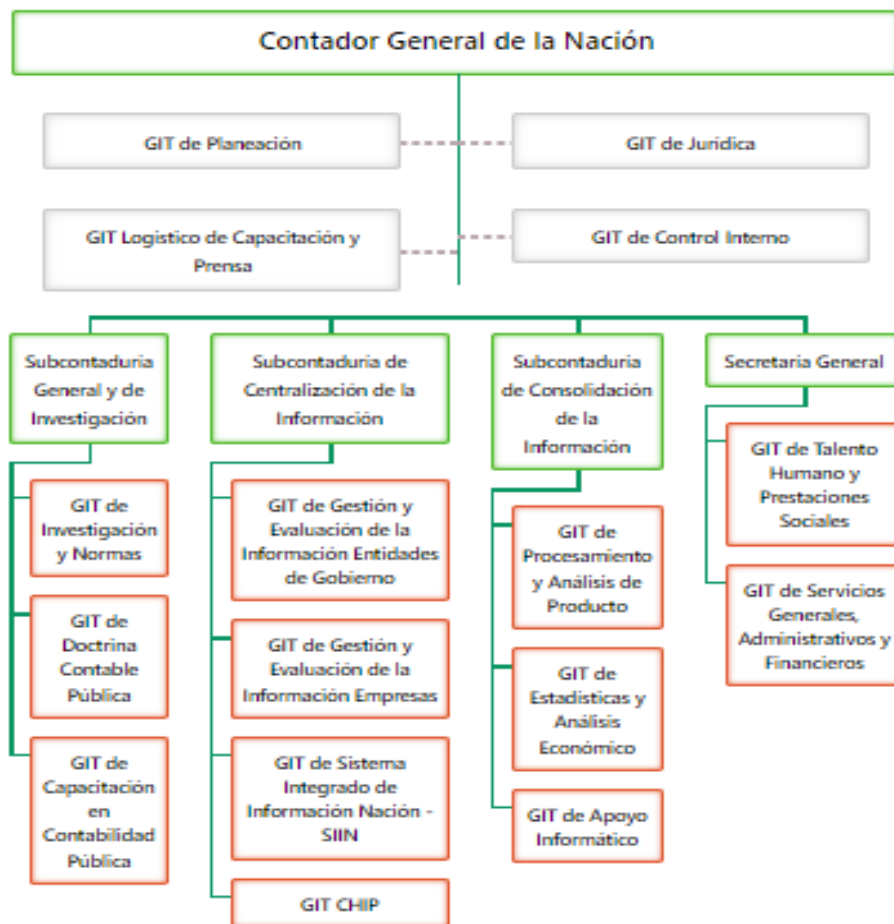 Contador General de la Nación
GIT de Planeación
GIT de Jurídica
GIT Logístico de Capacitación y
Prensa
GIT de Control Interno
Subcontaduría
General y de
Investigación
GIT de
Investigación
y Normas
GIT de
Doctrina
Contable
Pública
GIT de
Capacitación
en
Contabilidad
Pública
Subcontaduría de
Centralización de la
Información
GIT de Gestión y
Evaluación de la
Información Entidades
de Gobierno
GIT de Gestión y
Evaluación de la
Información Empresas
GIT de Sistema
Integrado de
Información Nación -
SIIN
GIT CHIP
Subcontaduría
de Consolidación
de la
Información
GIT de
Procesamiento
y Análisis de
Producto
GIT de
Estadísticas y
Análisis
Económico
GIT de Apoyo
Informático
Secretaria General
GIT de Talento
Humano y
Prestaciones
Sociales
GIT de Servicios
Generales,
Administrativos y
Financieros